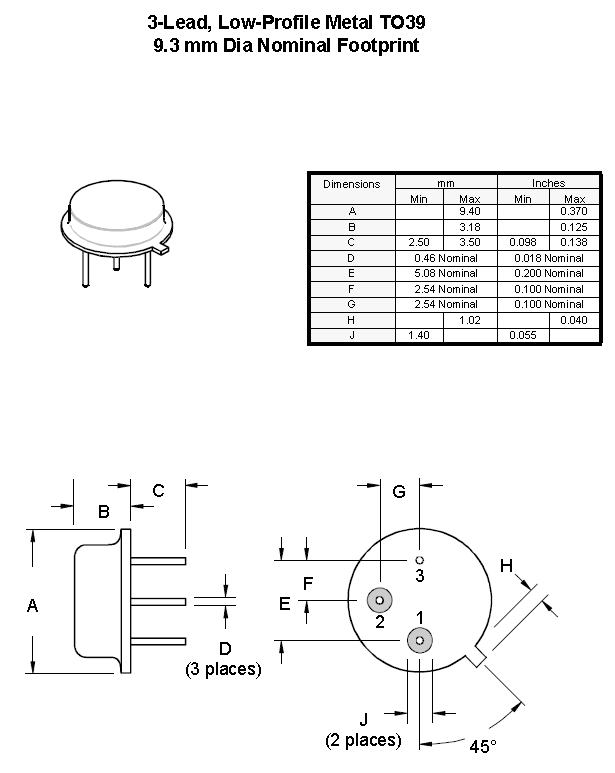 3-Lead, Low-Profile Metal TO39
9.3 mm Dia Nominal Footprint
Dimensions mm Inches
Min Max Min Max
A 9.40 0.370
B 3.18 0.125
C 2.50 3.50 0.098 0.138
D 0.46 Nominal 0.018 Nominal
E 5.08 Nominal 0.200 Nominal
F 2.54 Nominal 0.100 Nominal
G 2.54 Nominal 0.100 Nominal
H 1.02 0.040
J 1.40 0.055
B
C
A
D
(3 places)
G
F
E
3
2
1
H
J
(2 places)
45°